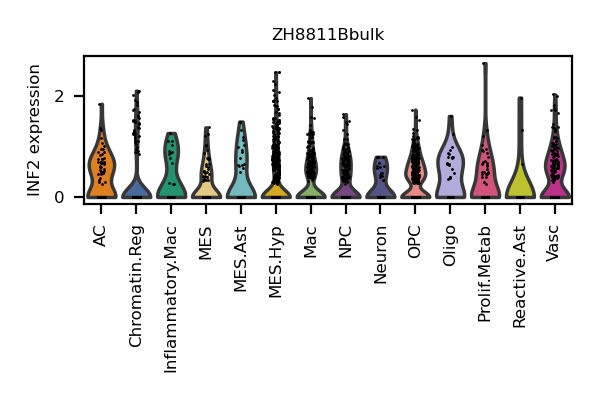 ZH8811Bbulk
INF2 expression
2
0
AC
Chromatin.Reg
Inflammatory.Mac
MES
MES.Ast
MES.Hyp
Mac
NPC
Neuron
OPC
Oligo
Prolif.Metab
Reactive.Ast
Vasc